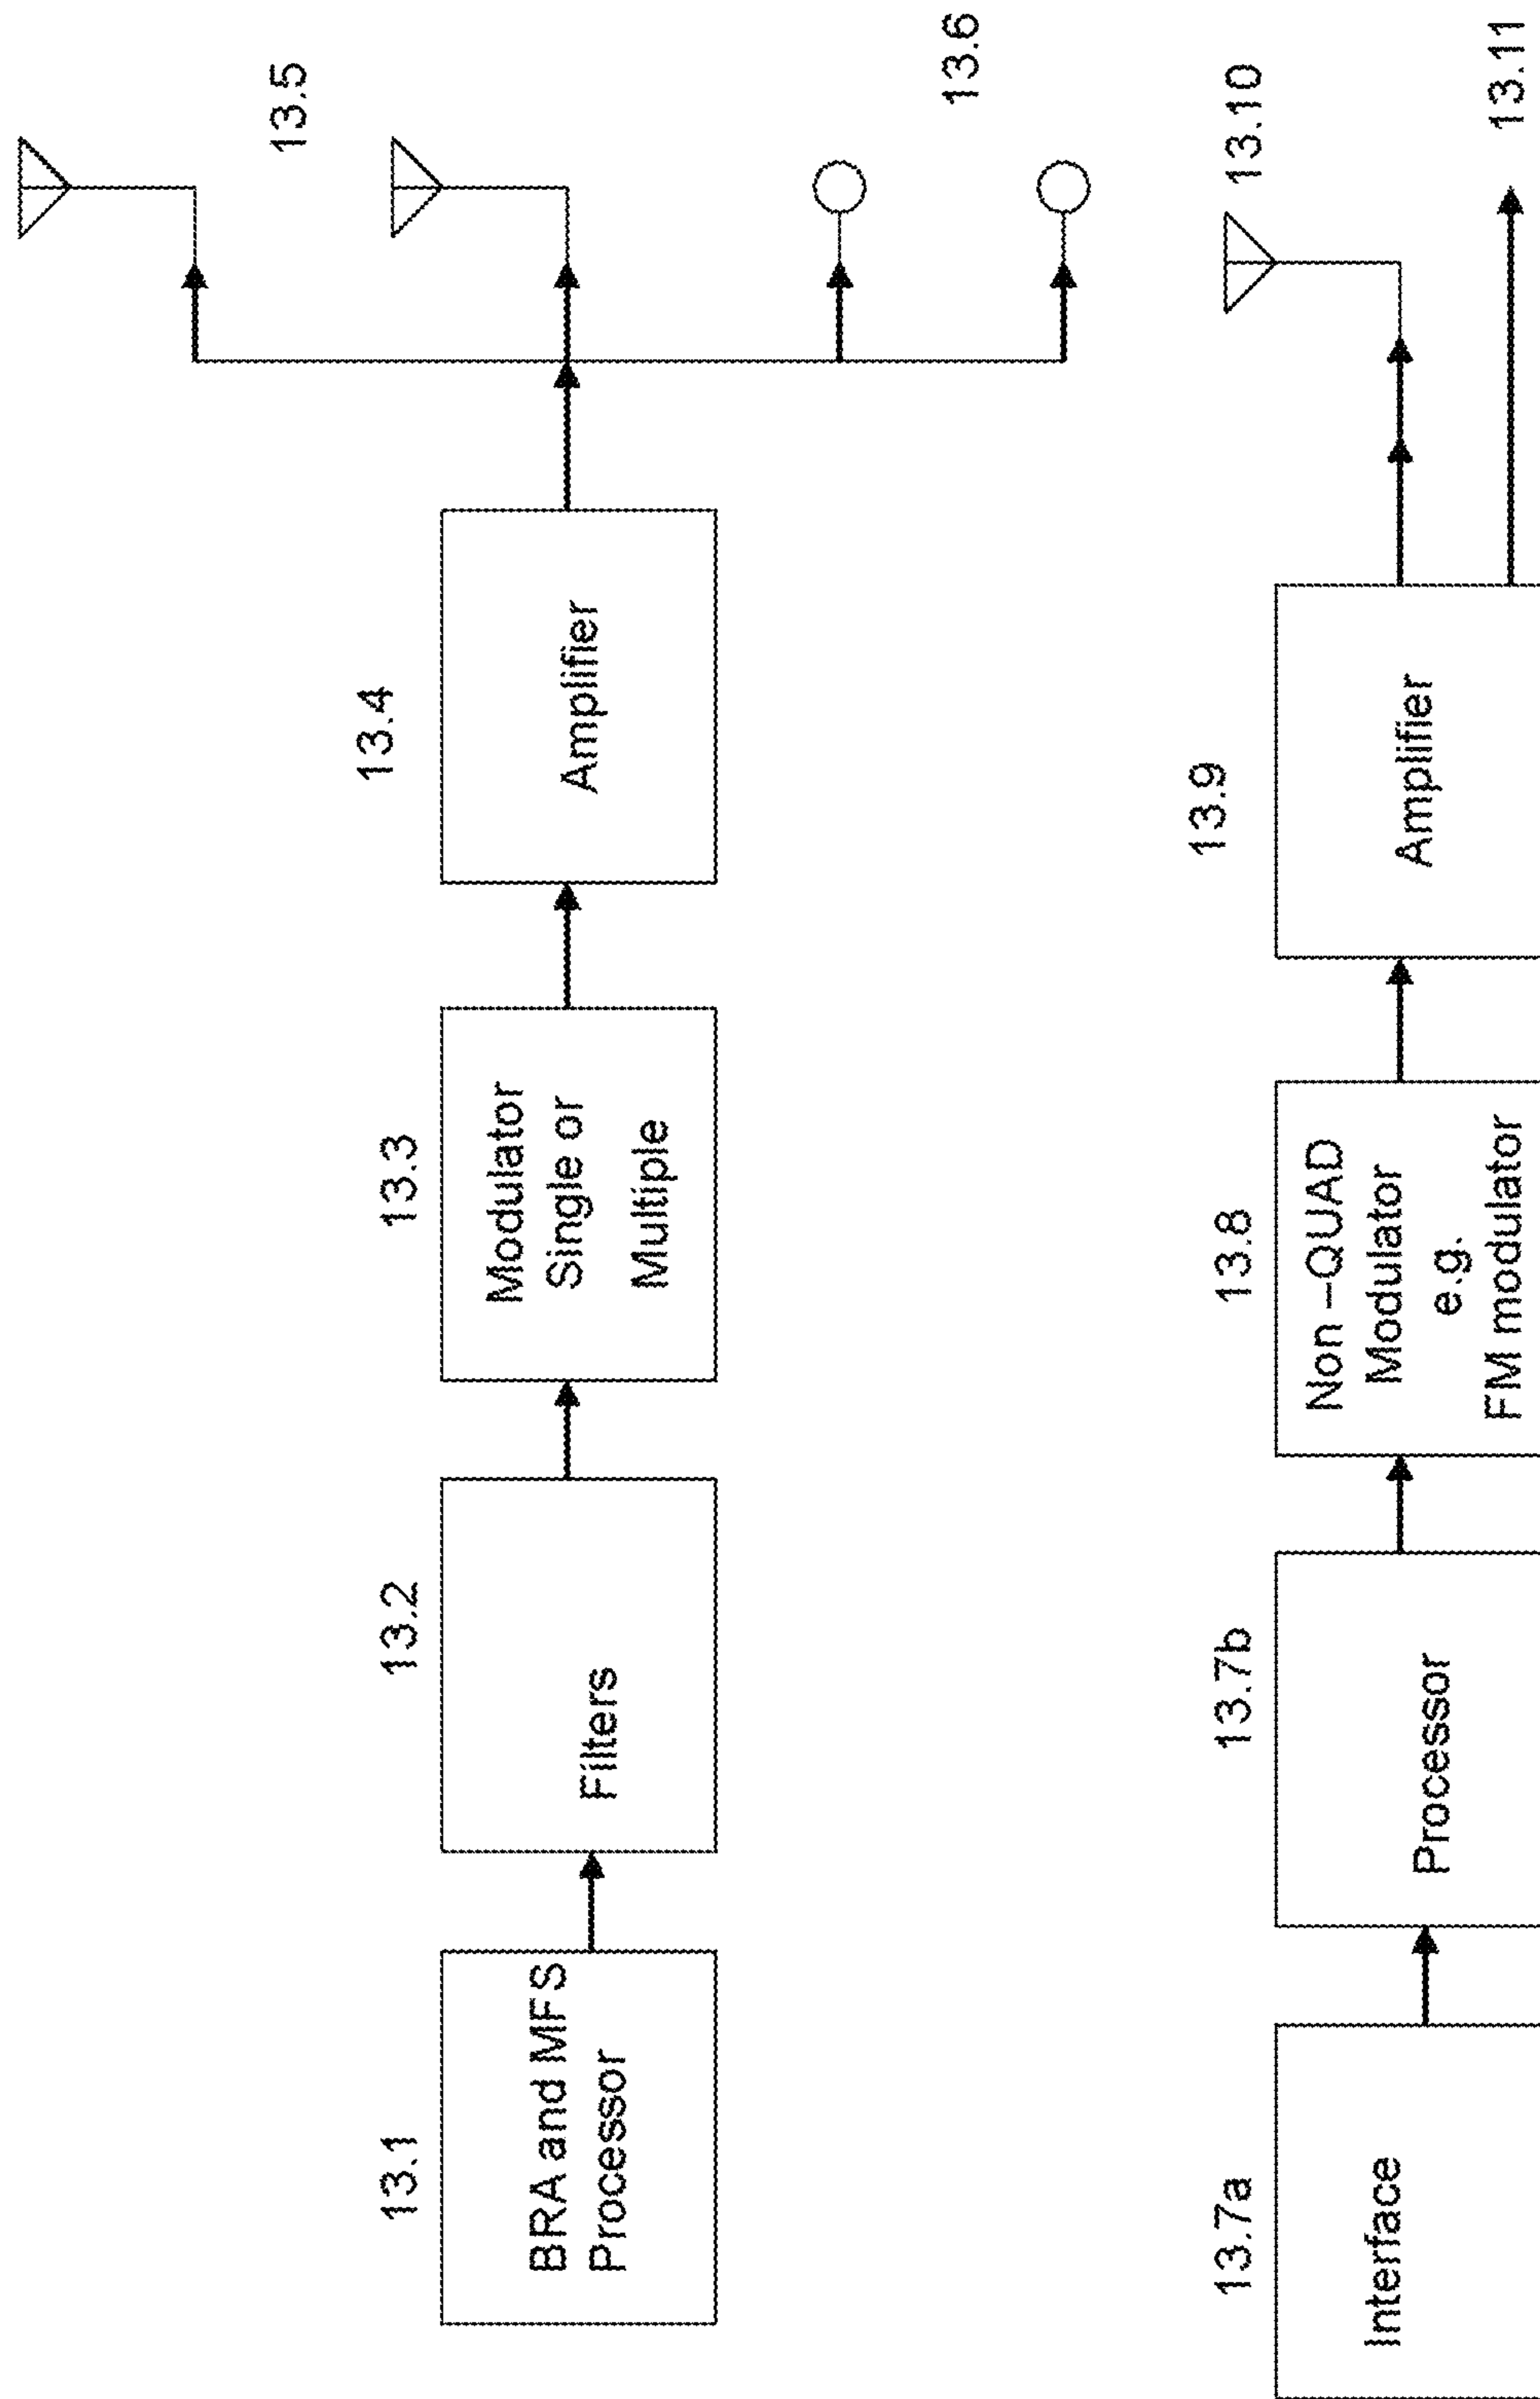 13.1
BRA and MFS
Processor
13.2
Filters
13.3
Modulator
Single or
Multiple
13.4
Amplifier
13.5
13.6
13.7a
Interface
13.7b
Processor
13.8
Non –QUAD
Modulator
e.g.
FM modulator
13.9
Amplifier
13.10
13.11